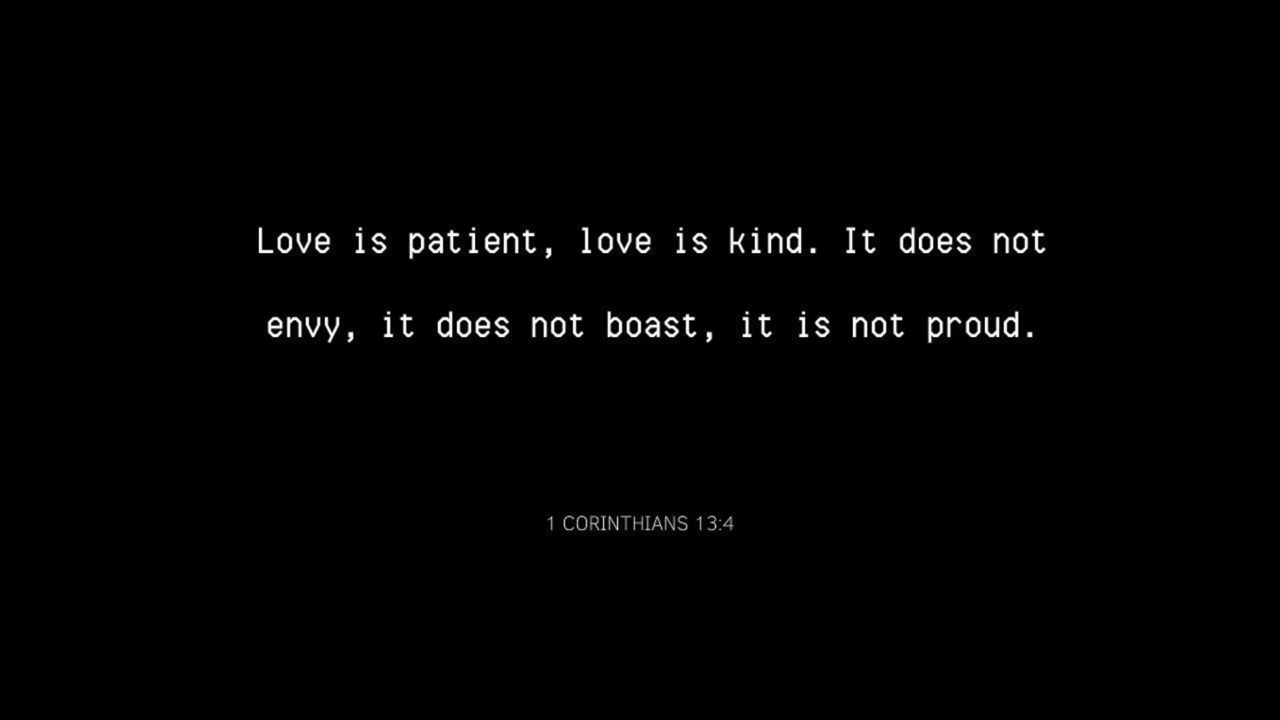 Love is patient, love is kind. It does not
envy, it does not boast, it is not proud.
1 CORINTHIANS 13:4